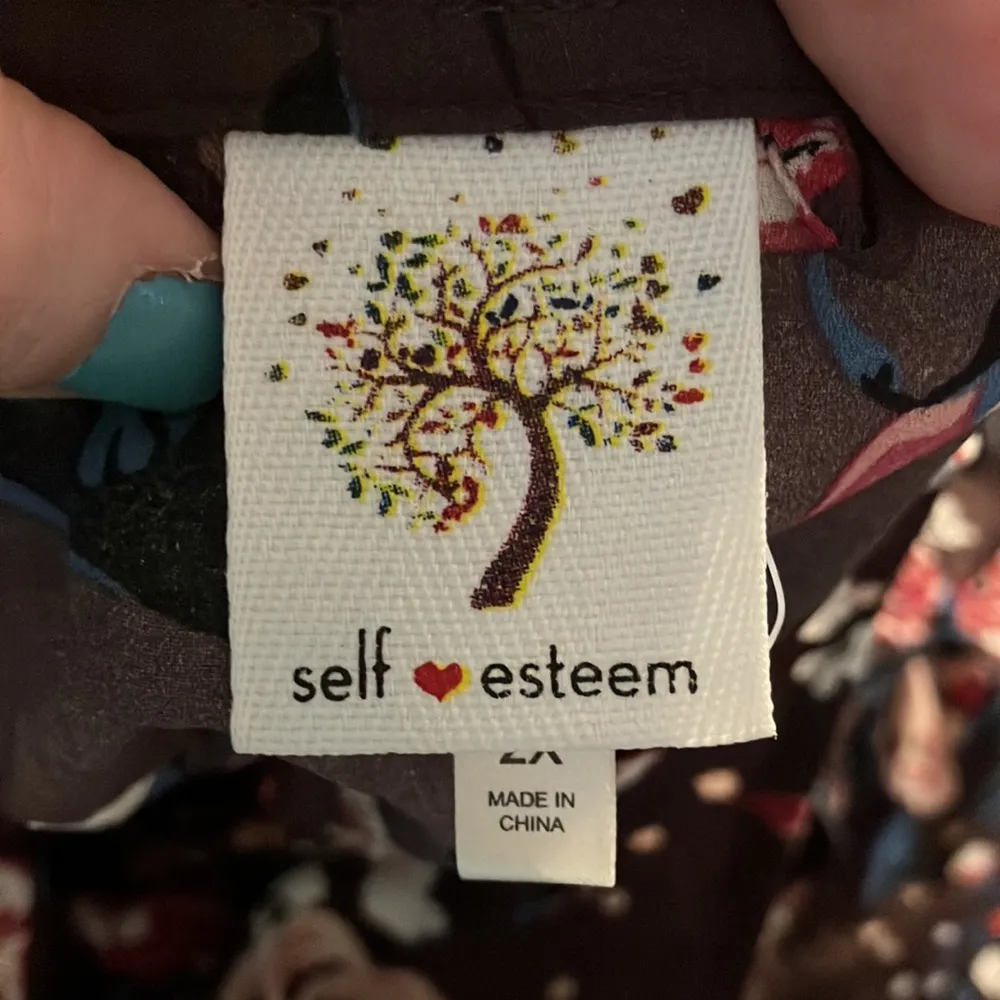 self ❤ esteem
2X
MADE IN
CHINA